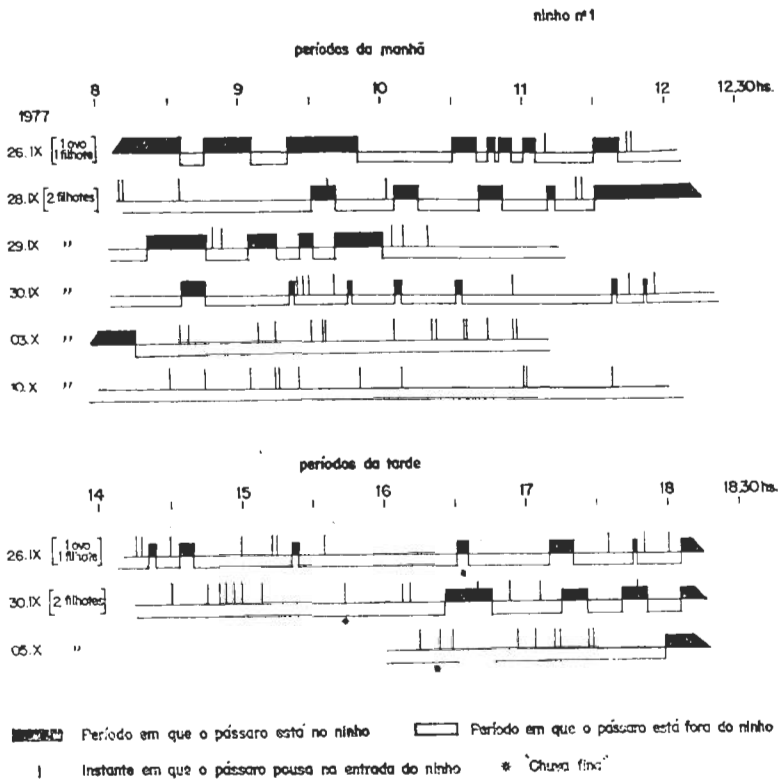 ninho nº1
períodos da manhã
8 9 10 11 12 12.30hs.
1977
26.IX [1 ovo 1 filhote]
28.IX [2 filhotes]
29.IX "
30.IX "
03.X "
10.X "
períodos da tarde
14 15 16 17 18 18.30hs.
26.IX [1 ovo 1 filhote]
30.IX [2 filhotes]
05.X "
Período em que o pássaro está no ninho Período em que o pássaro está fora do ninho
Instante em que o pássaro pousa na entrada do ninho * "Chuva fina"